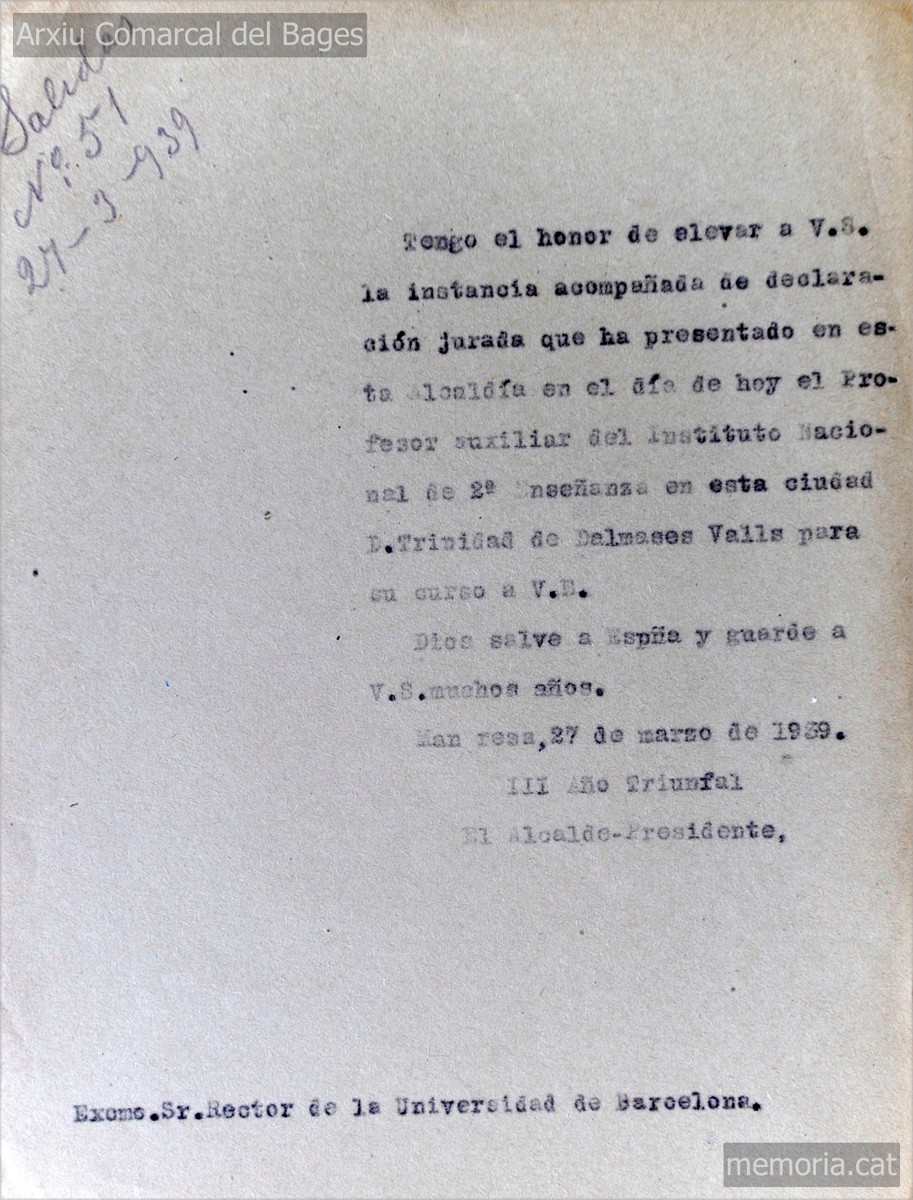 Arxiu Comarcal del Bages
Salidas
Nº. 51
27-3-939
Tengo el honor de elevar a V.S.
la instancia acompañada de declara-
ción jurada que ha presentado en es-
ta Alcaldía en el día de hoy el Pro-
fesor auxiliar del Instituto Nacio-
nal de 2ª Enseñanza en esta ciudad
D.Trinidad de Dalmases Valls para
su curso a V.E.
Dios salve a Espña y guarde a
V.S.muchos años.
Man resa,27 de marzo de 1939.
III Año Triunfal
El Alcalde-Presidente,
Excmo.Sr.Rector de la Universidad de Barcelona.
memoria.cat